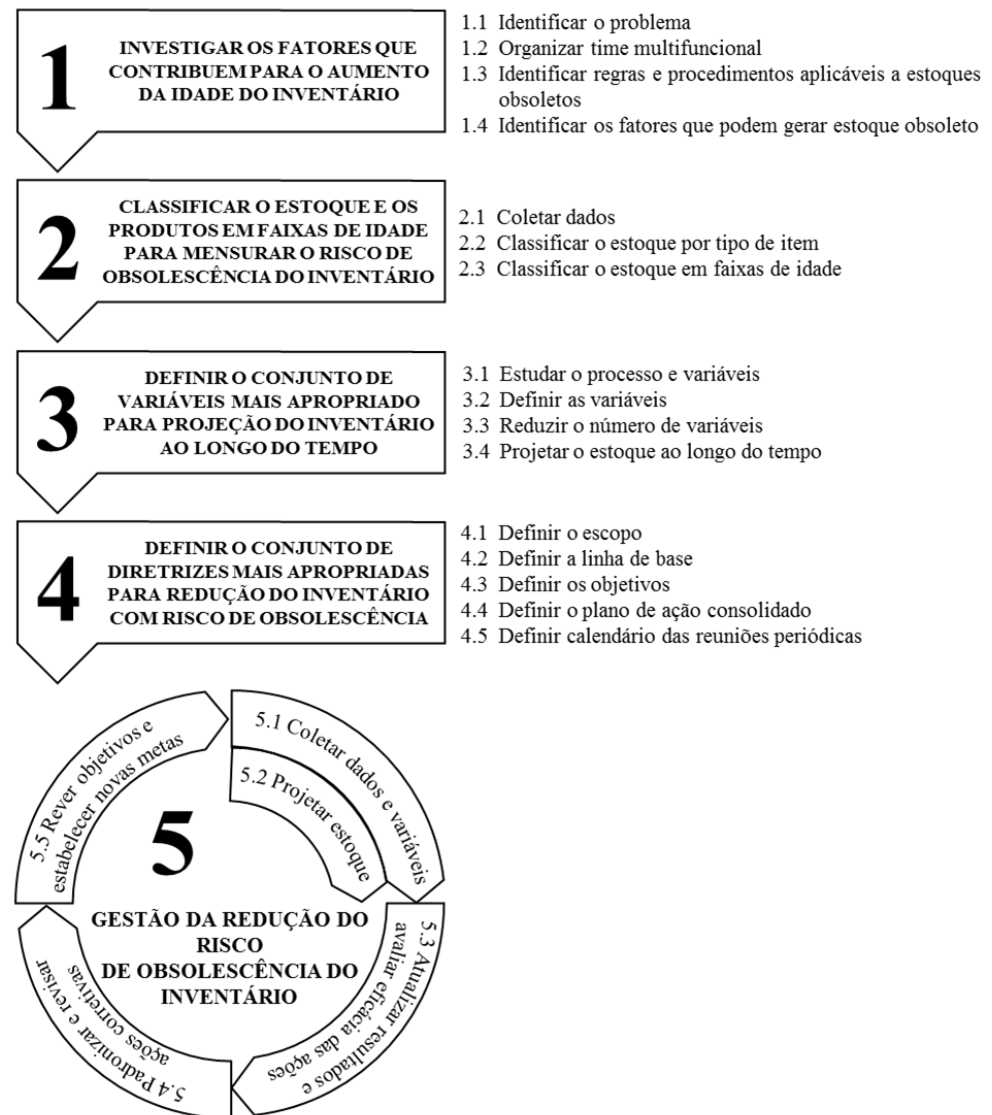 1
INVESTIGAR OS FATORES QUE
CONTRIBUEM PARA O AUMENTO
DA IDADE DO INVENTÁRIO
1.1 Identificar o problema
1.2 Organizar time multifuncional
1.3 Identificar regras e procedimentos aplicáveis a estoques
obsoletos
1.4 Identificar os fatores que podem gerar estoque obsoleto
2
CLASSIFICAR O ESTOQUE E OS
PRODUTOS EM FAIXAS DE IDADE
PARA MENSURAR O RISCO DE
OBSOLESCÊNCIA DO INVENTÁRIO
2.1 Coletar dados
2.2 Classificar o estoque por tipo de item
2.3 Classificar o estoque em faixas de idade
3
DEFINIR O CONJUNTO DE
VARIÁVEIS MAIS APROPRIADO
PARA PROJEÇÃO DO INVENTÁRIO
AO LONGO DO TEMPO
3.1 Estudar o processo e variáveis
3.2 Definir as variáveis
3.3 Reduzir o número de variáveis
3.4 Projetar o estoque ao longo do tempo
4
DEFINIR O CONJUNTO DE
DIRETRIZES MAIS APROPRIADAS
PARA REDUÇÃO DO INVENTÁRIO
COM RISCO DE OBSOLESCÊNCIA
4.1 Definir o escopo
4.2 Definir a linha de base
4.3 Definir os objetivos
4.4 Definir o plano de ação consolidado
4.5 Definir calendário das reuniões periódicas
5
GESTÃO DA REDUÇÃO DO
RISCO
DE OBSOLESCÊNCIA DO
INVENTÁRIO
5.1 Coletar dados e variáveis
5.2 Projetar estoque
5.3 Atualizar resultados e
avaliar eficácia das ações
5.4 Padronizar e revisar
ações corretivas
5.5 Rever objetivos e
estabelecer novas metas